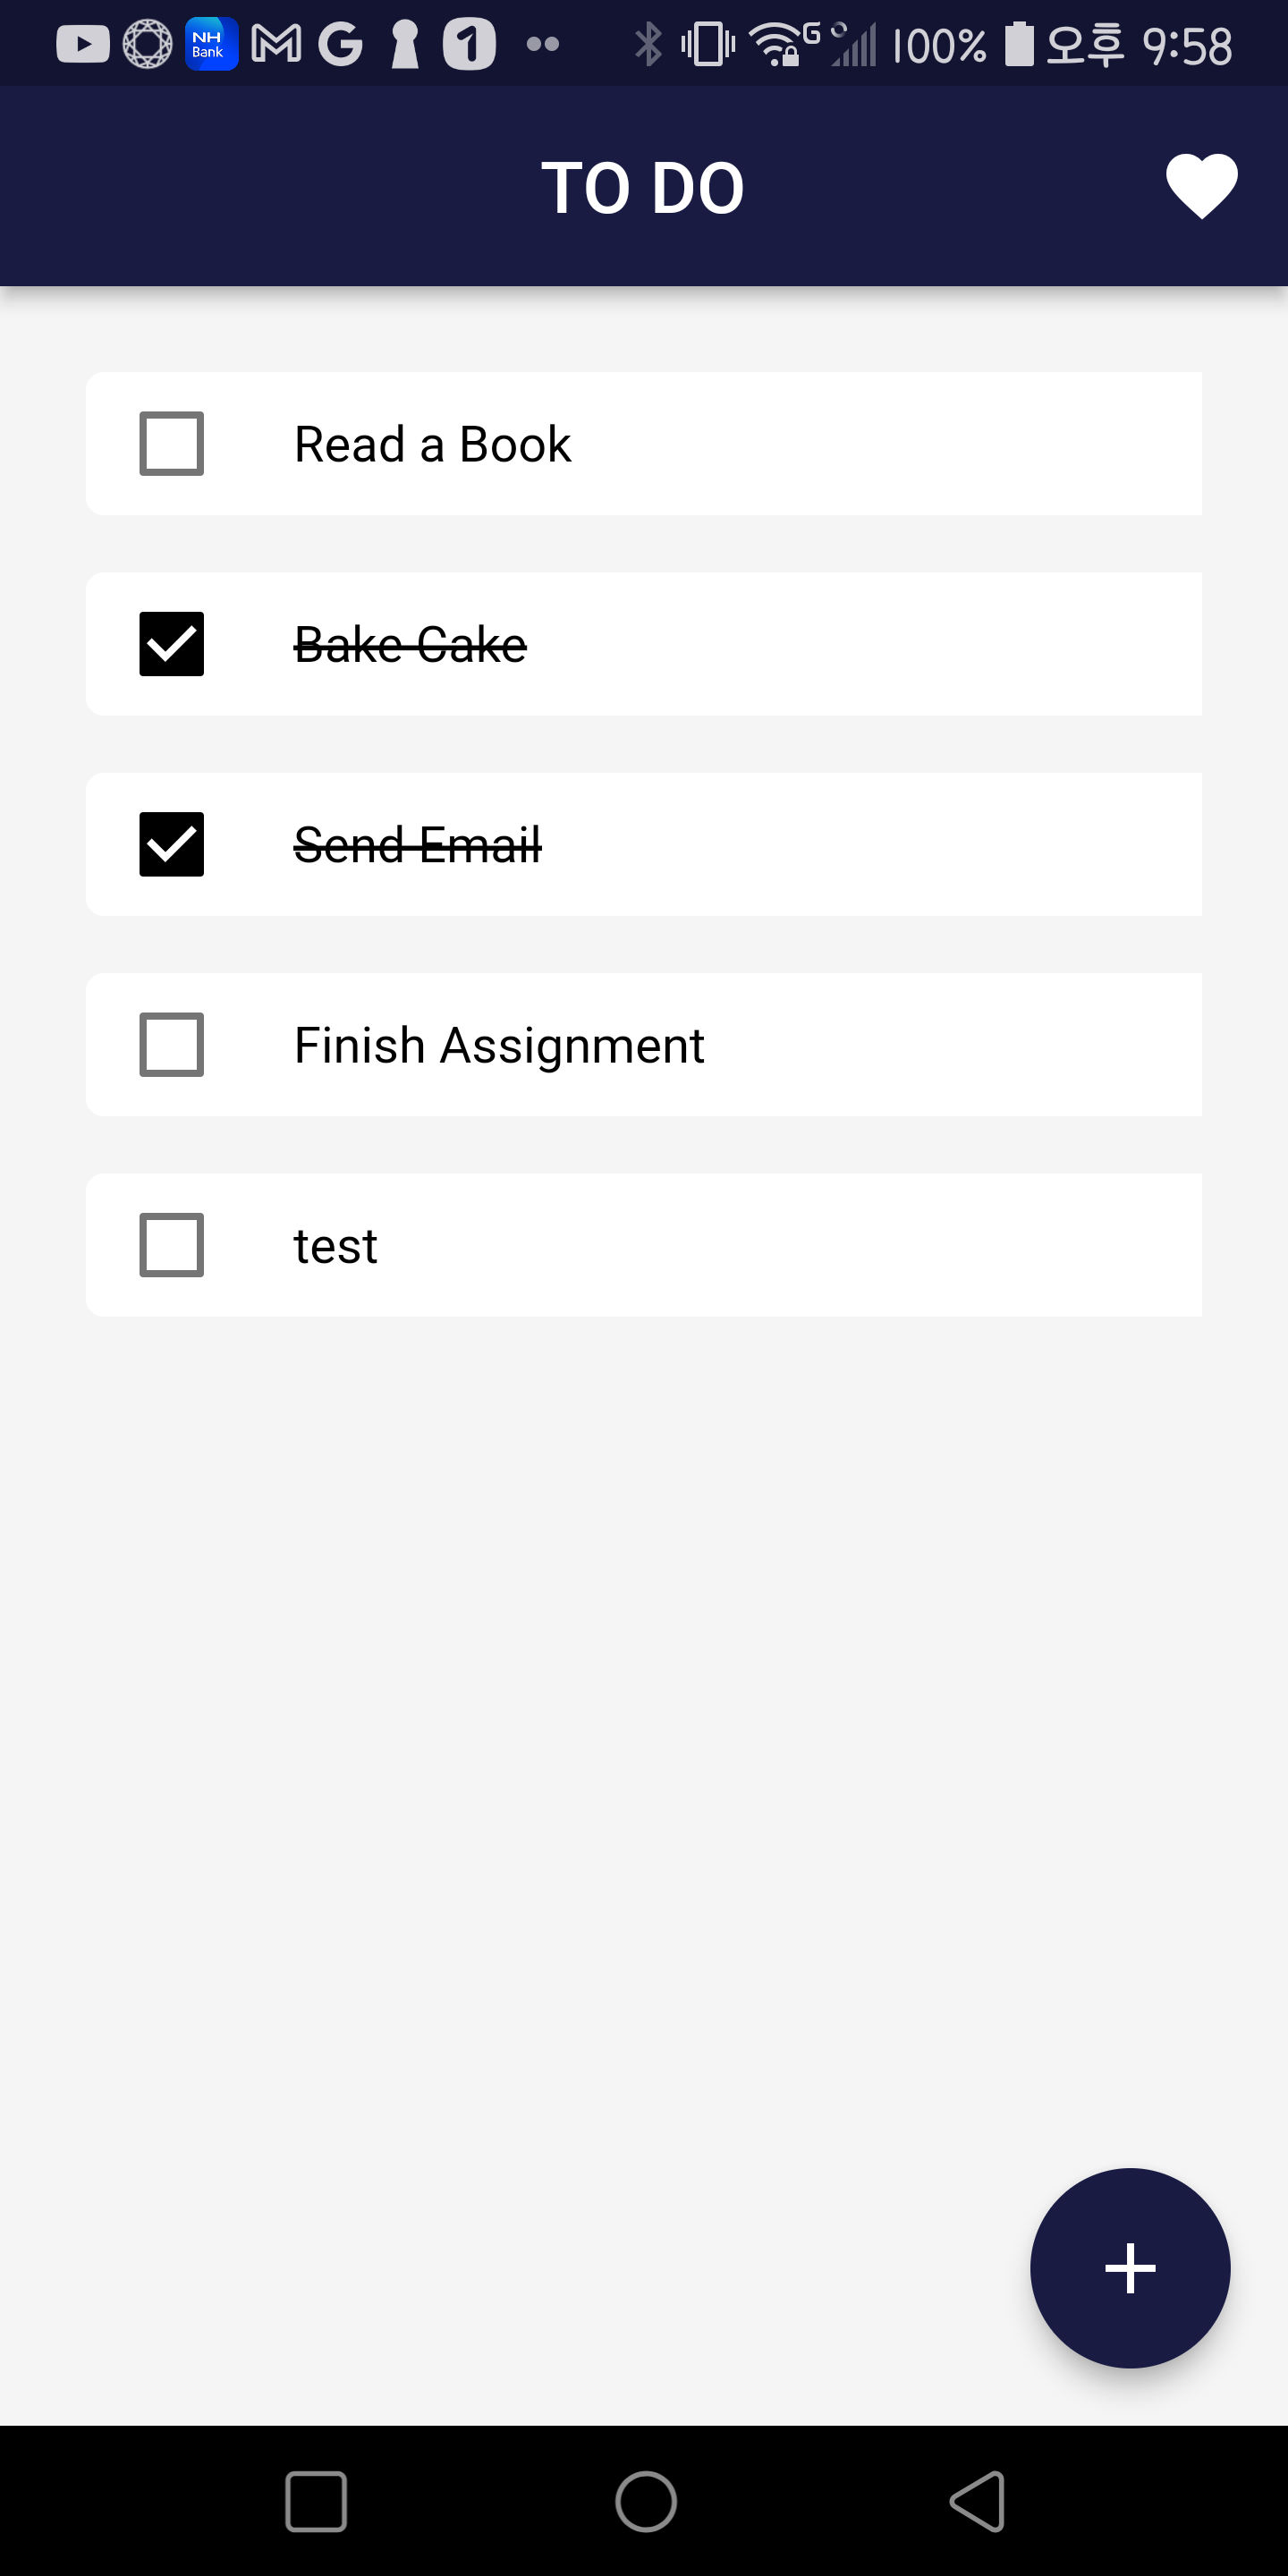 NH Bank G 1 G 100% 오후 9:58
TO DO
Read a Book
Bake Cake
Send Email
Finish Assignment
test